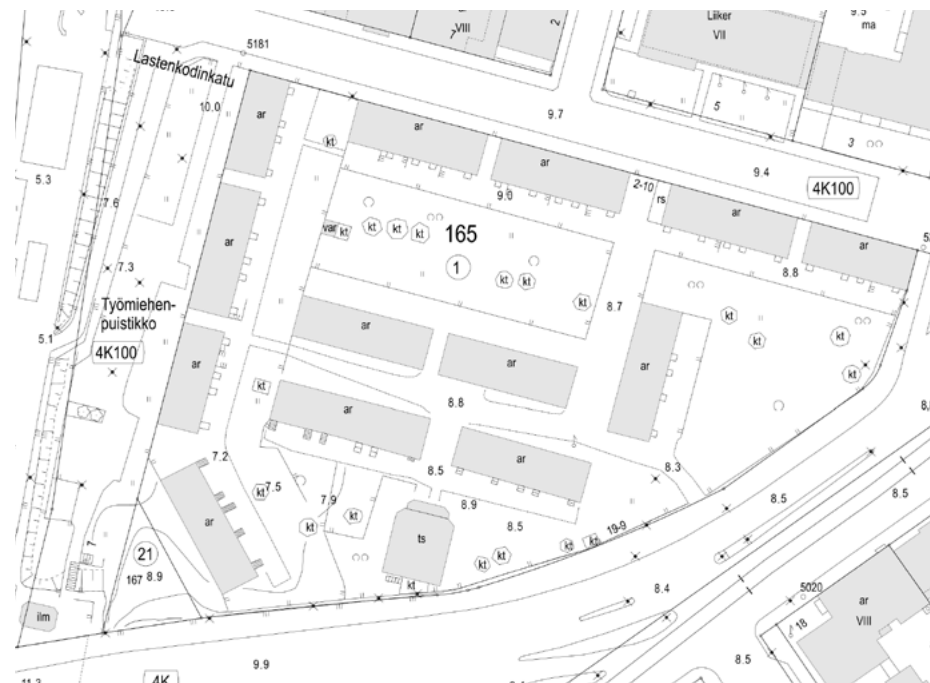 Liiker
VII
9.5
ma
7
VIII
2
5181
Lastenkodinkatu
10.0
ar
ar
9.7
5
3
9.4
4K100
5.3
7.6
ar
2-10
rs
ar
ar
9.0
kt
ar
var
kt
kt
kt
kt
165
1
8.8
7.3
kt
kt
kt
8.7
kt
kt
kt
Työmiehen-
puistikko
5.1
4K100
ar
ar
ar
ar
ar
kt
kt
8.8
ar
ar
7.2
8.5
8.3
7.5
kt
7.9
kt
kt
8.9
8.5
8.5
8.5
ar
ts
19-9
7
21
167
8.9
kt
kt
kt
kt
kt
8.4
5020
ilm
ar
VIII
18
8.5
9.9
4K